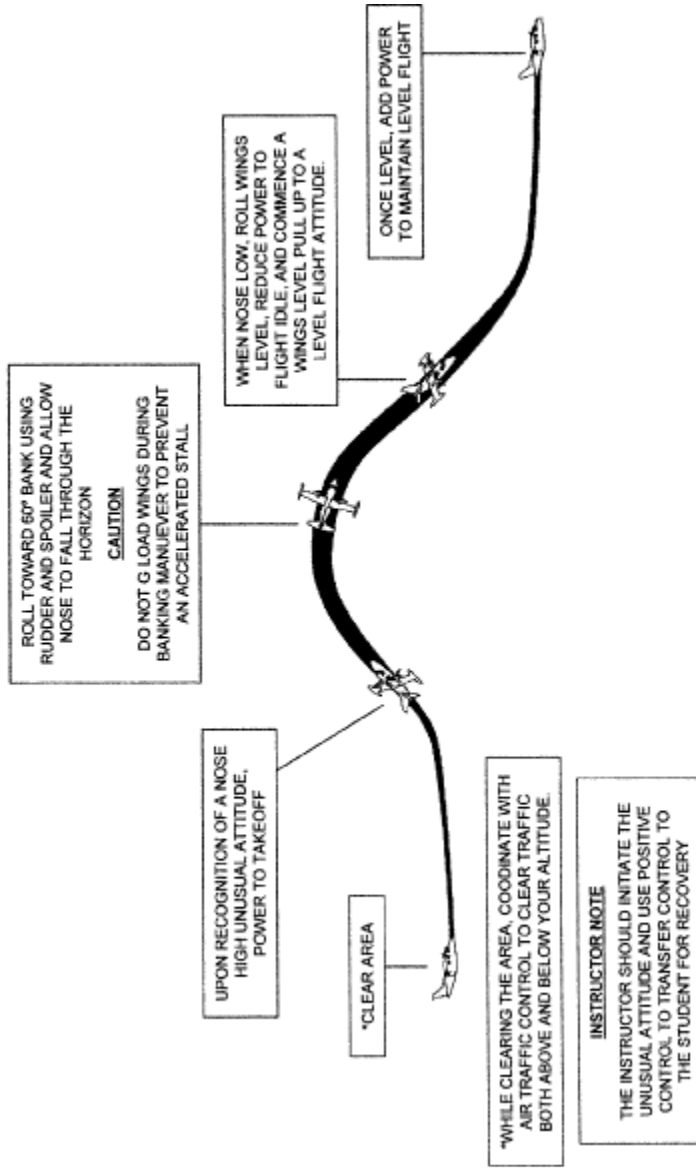 *CLEAR AREA
UPON RECOGNITION OF A NOSE
HIGH UNUSUAL ATTITUDE,
POWER TO TAKEOFF
ROLL TOWARD 60° BANK USING
RUDDER AND SPOILER AND ALLOW
NOSE TO FALL THROUGH THE
HORIZON
CAUTION
DO NOT G LOAD WINGS DURING
BANKING MANUEVER TO PREVENT
AN ACCELERATED STALL
WHEN NOSE LOW, ROLL WINGS
LEVEL, REDUCE POWER TO
FLIGHT IDLE, AND COMMENCE A
WINGS LEVEL PULL UP TO A
LEVEL FLIGHT ATTITUDE.
ONCE LEVEL, ADD POWER
TO MAINTAIN LEVEL FLIGHT
*WHILE CLEARING THE AREA, COODINATE WITH
AIR TRAFFIC CONTROL TO CLEAR TRAFFIC
BOTH ABOVE AND BELOW YOUR ALTITUDE.
INSTRUCTOR NOTE
THE INSTRUCTOR SHOULD INITIATE THE
UNUSUAL ATTITUDE AND USE POSITIVE
CONTROL TO TRANSFER CONTROL TO
THE STUDENT FOR RECOVERY